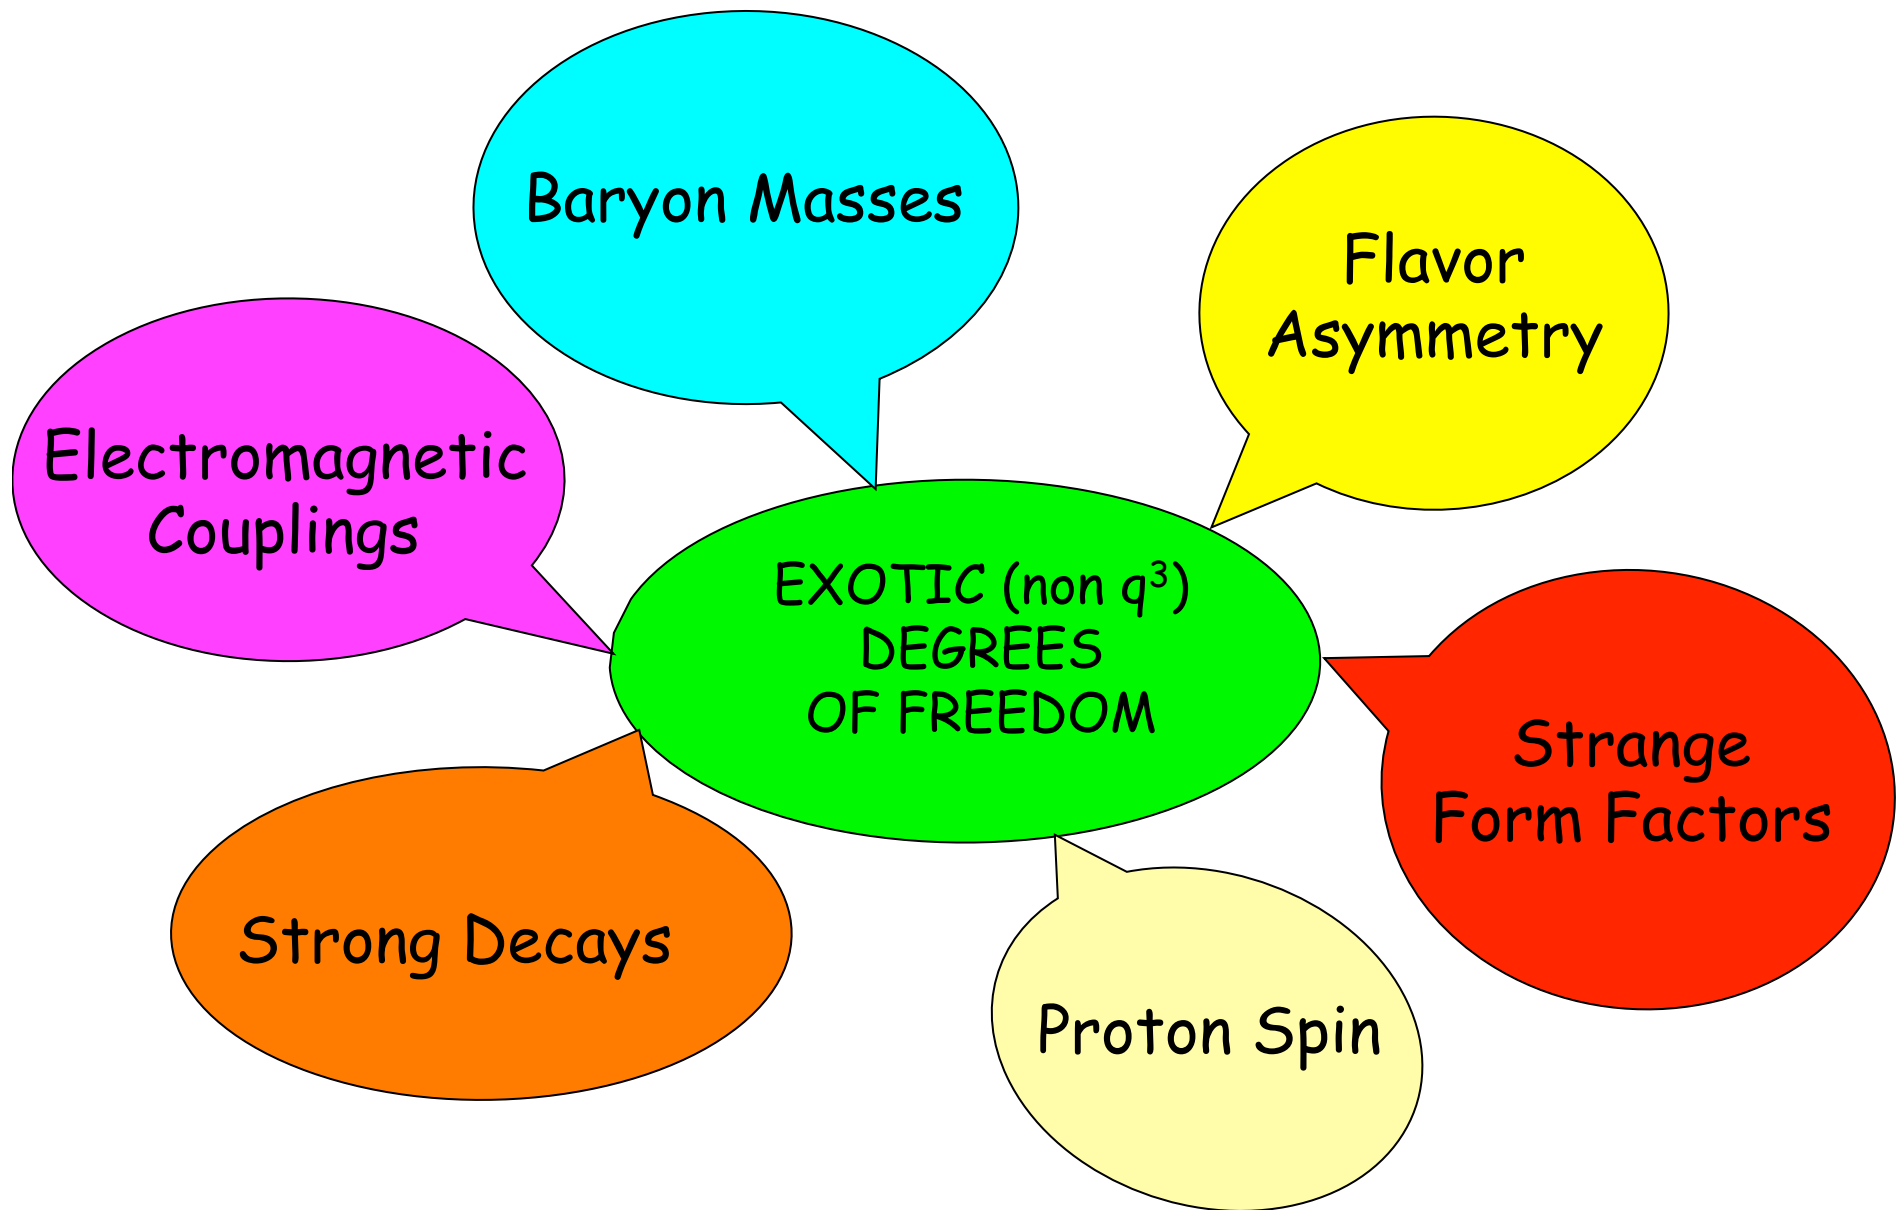 Baryon Masses
Flavor
Asymmetry
Electromagnetic
Couplings
EXOTIC (non q³)
DEGREES
OF FREEDOM
Strange
Form Factors
Strong Decays
Proton Spin